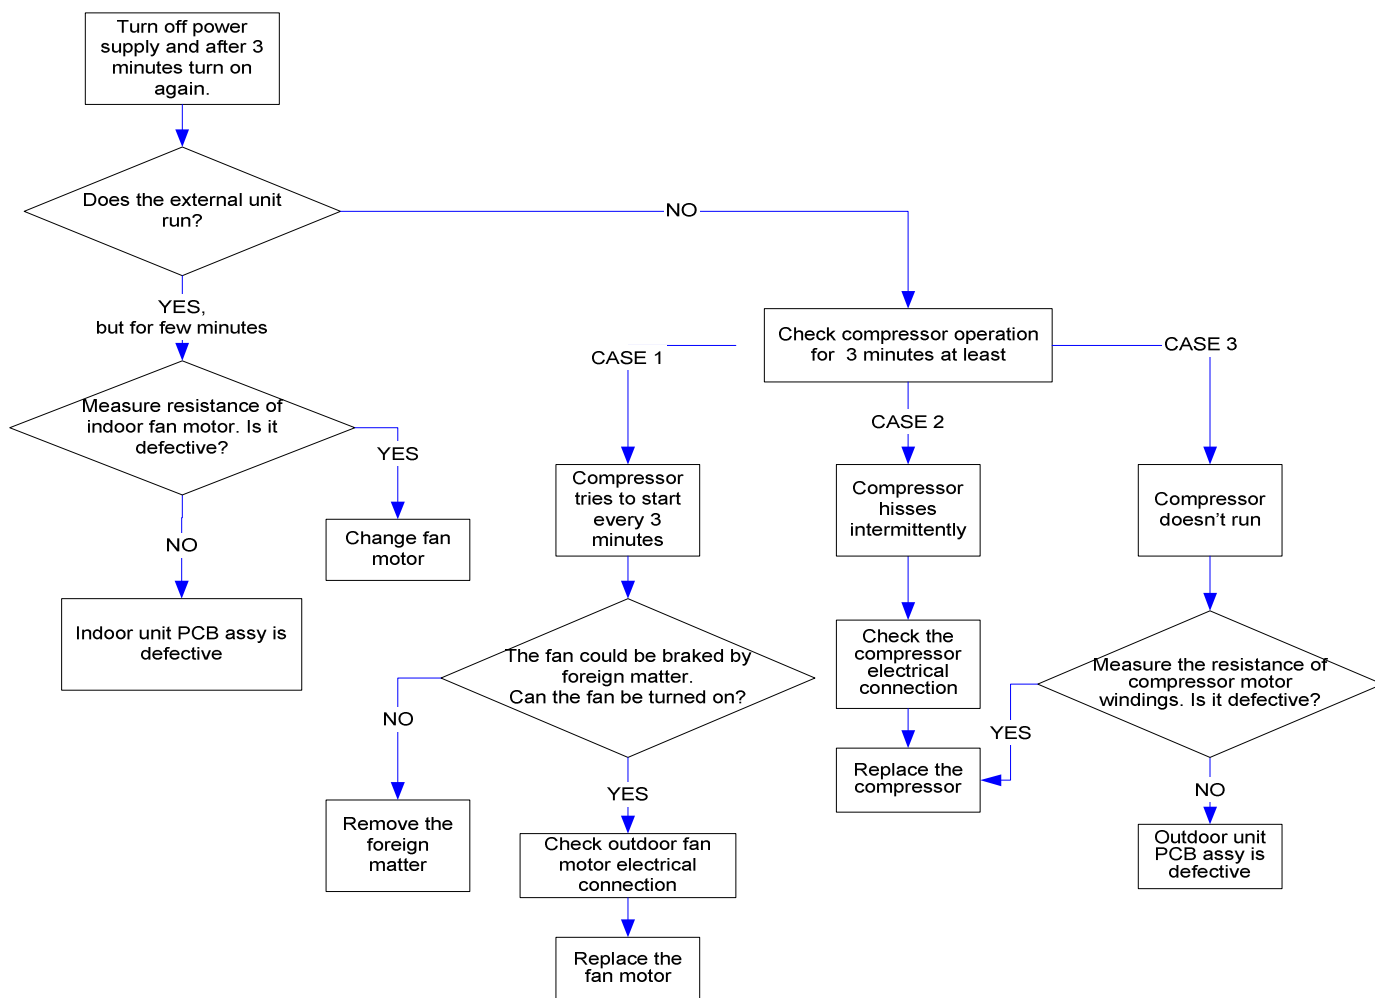 Turn off power
supply and after 3
minutes turn on
again.
Does the external unit
run?
NO
YES,
but for few minutes
Check compressor operation
for 3 minutes at least
CASE 1
CASE 2
CASE 3
Measure resistance of
indoor fan motor. Is it
defective?
YES
Change fan
motor
NO
Indoor unit PCB assy is
defective
Compressor
tries to start
every 3
minutes
Compressor
hisses
intermittently
Compressor
doesn't run
The fan could be braked by
foreign matter.
Can the fan be turned on?
Check the
compressor
electrical
connection
Measure the resistance of
compressor motor
windings. Is it defective?
NO
YES
YES
NO
Replace the
compressor
Remove the
foreign
matter
Check outdoor fan
motor electrical
connection
Outdoor unit
PCB assy is
defective
Replace the
fan motor